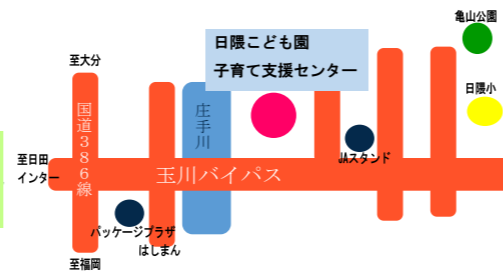 亀山公園
日隈こども園
子育て支援センター
至大分
日隈小
国道386線
庄手川
JAスタンド
至日田
インター
玉川バイパス
パッケージプラザ
はしまん
至福岡